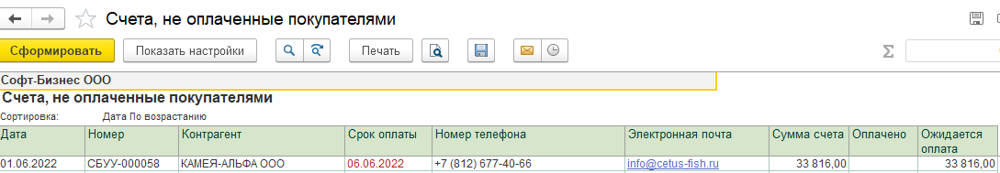 Счета, не оплаченные покупателями
Сформировать Показать настройки Печать
Софт-Бизнес ООО
Счета, не оплаченные покупателями
Сортировка: Дата По возрастанию
Дата Номер Контрагент Срок оплаты Номер телефона Электронная почта Сумма счета Оплачено Ожидается оплата
01.06.2022 СБУУ-000058 КАМЕЯ-АЛЬФА ООО 06.06.2022 +7 (812) 677-40-66 info@cetus-fish.ru 33 816,00 33 816,00